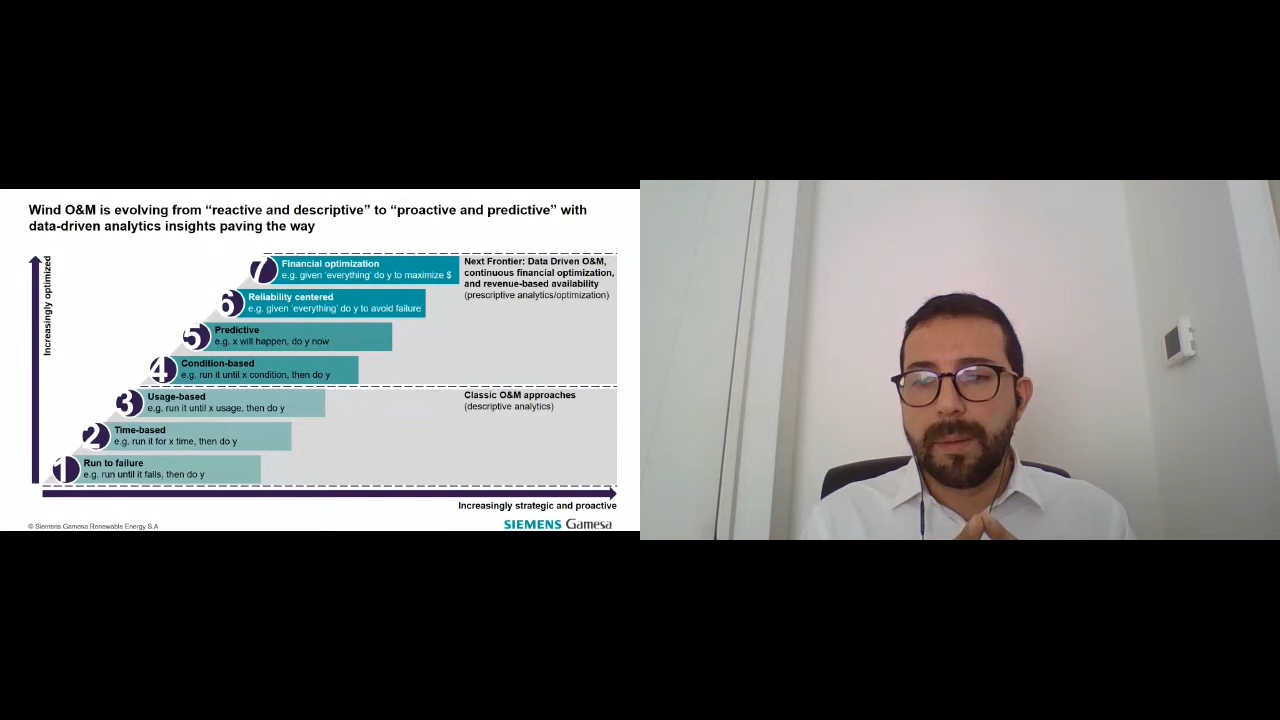 Wind O&M is evolving from “reactive and descriptive” to “proactive and predictive” with
data-driven analytics insights paving the way
Increasingly optimized
7
Financial optimization
e.g. given ‘everything’ do y to maximize $
Next Frontier: Data Driven O&M,
continuous financial optimization,
and revenue-based availability
(prescriptive analytics/optimization)
6
Reliability centered
e.g. given ‘everything’ do y to avoid failure
5
Predictive
e.g. x will happen, do y now
4
Condition-based
e.g. run it until x condition, then do y
3
Usage-based
e.g. run it until x usage, then do y
Classic O&M approaches
(descriptive analytics)
2
Time-based
e.g. run it for x time, then do y
1
Run to failure
e.g. run until it fails, then do y
Increasingly strategic and proactive
© Siemens Gamesa Renewable Energy S.A
SIEMENS Gamesa